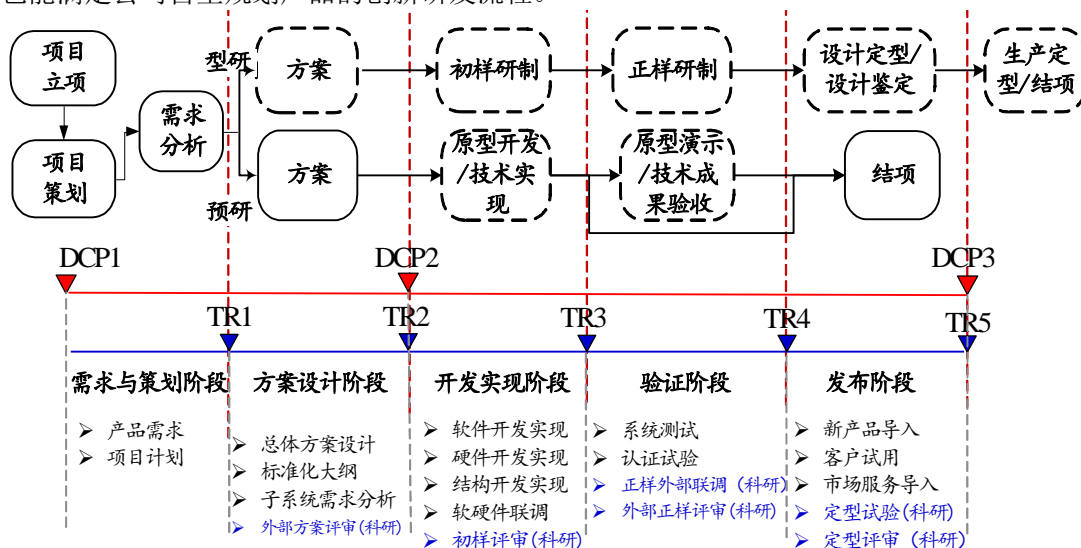 项目
立项
项目
策划
需求
分析
型研
预研
方案
初样研制
正样研制
设计定型/
设计鉴定
生产定
型/结项
方案
原型开发
/技术实
现
原型演示
/技术成
果验收
结项
DCP1
DCP2
DCP3
TR1
TR2
TR3
TR4
TR5
需求与策划阶段
➢ 产品需求
➢ 项目计划
方案设计阶段
➢ 总体方案设计
➢ 标准化大纲
➢ 子系统需求分析
➢ 外部方案评审(科研)
开发实现阶段
➢ 软件开发实现
➢ 硬件开发实现
➢ 结构开发实现
➢ 软硬件联调
➢ 初样评审(科研)
验证阶段
➢ 系统测试
➢ 认证试验
➢ 正样外部联调（科研)
➢ 外部正样评审(科研)
发布阶段
➢ 新产品导入
➢ 客户试用
➢ 市场服务导入
➢ 定型试验(科研)
➢ 定型评审（科研)